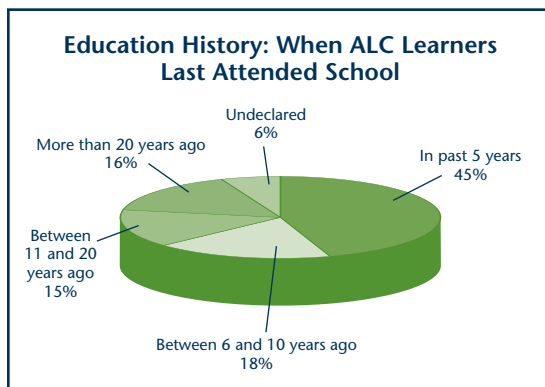 Education History: When ALC Learners
Last Attended School
Undeclared
6%
More than 20 years ago
16%
In past 5 years
45%
Between
11 and 20
years ago
15%
Between 6 and 10 years ago
18%